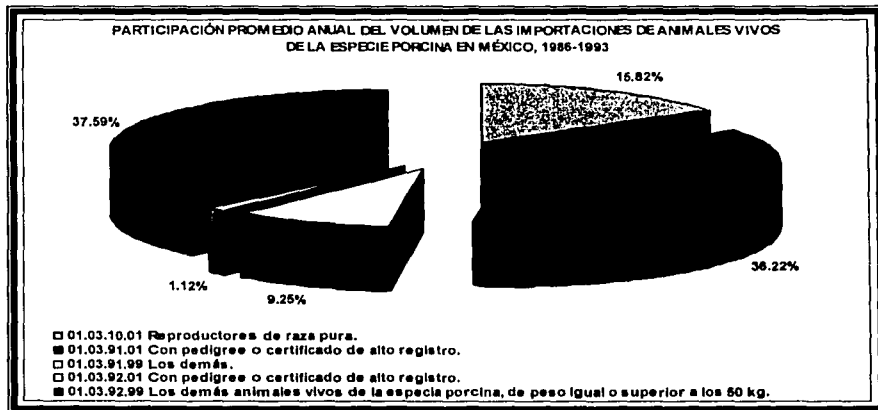 PARTICIPACIÓN PROMEDIO ANUAL DEL VOLUMEN DE LAS IMPORTACIONES DE ANIMALES VIVOS
DE LA ESPECIE PORCINA EN MÉXICO, 1986-1993
15.82%
37.59%
36.22%
1.12%
9.25%
01.03.10.01 Reproductores de raza pura.
01.03.91.01 Con pedigree o certificado de alto registro.
01.03.91.99 Los demás.
01.03.92.01 Con pedigree o certificado de alto registro.
01.03.92.99 Los demás animales vivos de la especia porcina, de peso igual o superior a los 50 kg.